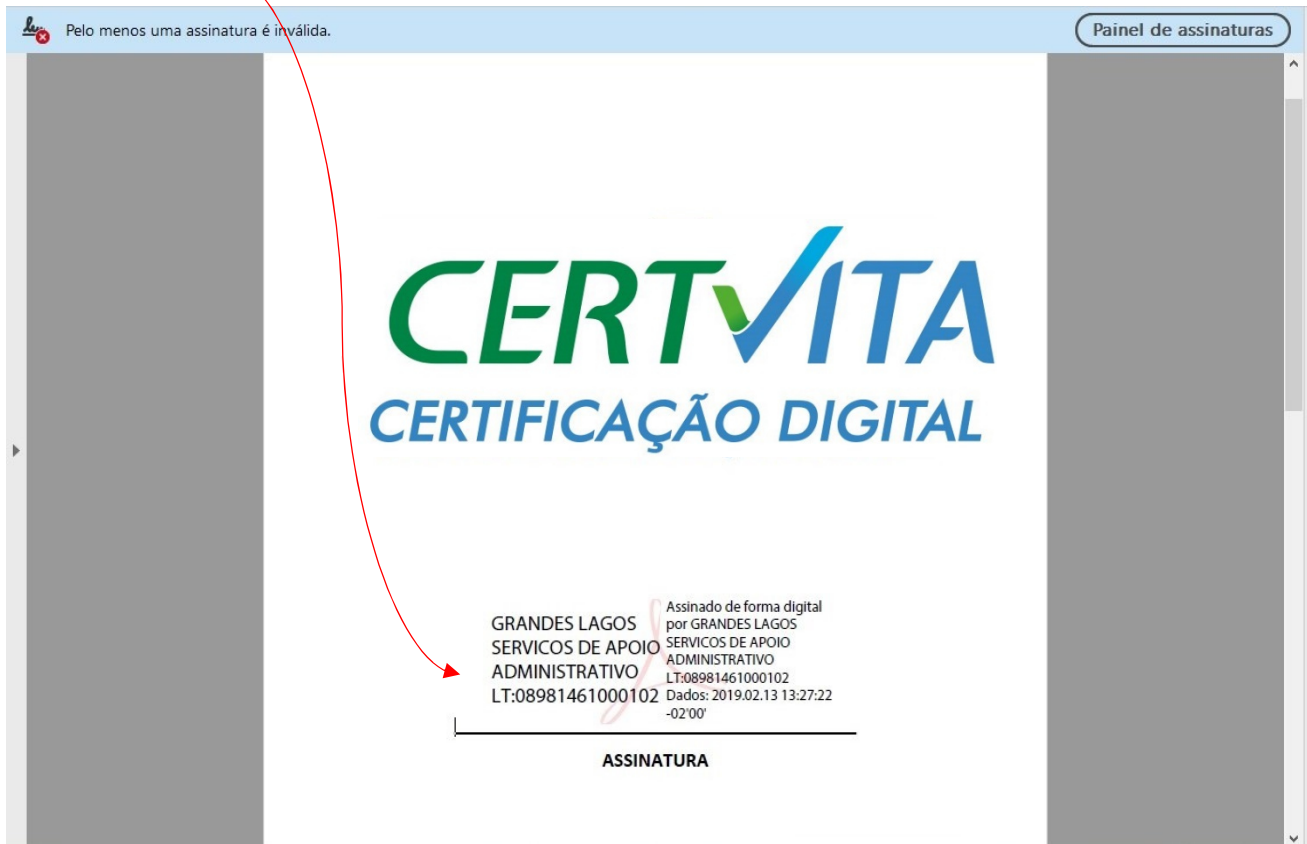 Pelo menos uma assinatura é inválida.
Painel de assinaturas
CERTVITA
CERTIFICAÇÃO DIGITAL
GRANDES LAGOS
SERVICOS DE APOIO
ADMINISTRATIVO
LT:08981461000102
Assinado de forma digital
por GRANDES LAGOS
SERVICOS DE APOIO
ADMINISTRATIVO
LT:08981461000102
Dados: 2019.02.13 13:27:22
-02'00'
ASSINATURA